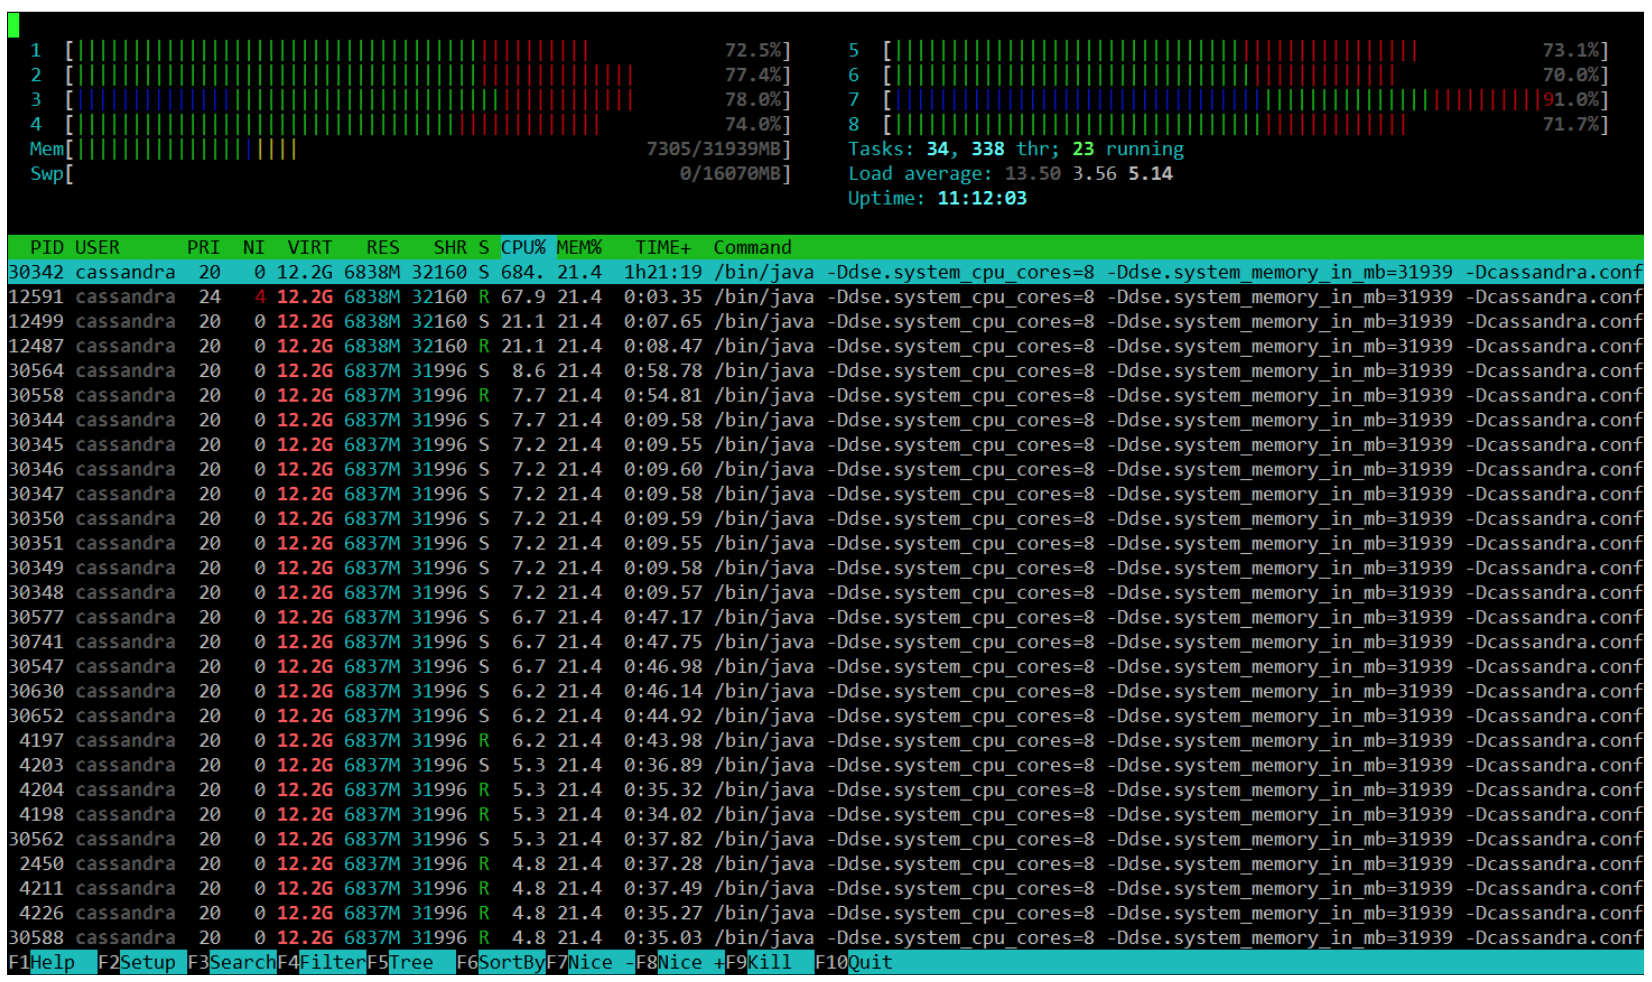 1 [|||||||||||||||||||||||||||||||||||||||||||||| 72.5%] 5 [||||||||||||||||||||||||||||||||||||||||||||||| 73.1%]
2 [|||||||||||||||||||||||||||||||||||||||||||||||||| 77.4%] 6 [||||||||||||||||||||||||||||||||||||||||||||| 70.0%]
3 [|||||||||||||||||||||||||||||||||||||||||||||||||| 78.0%] 7 [||||||||||||||||||||||||||||||||||||||||||||||||||||||||||91.0%]
4 [||||||||||||||||||||||||||||||||||||||||||||||| 74.0%] 8 [|||||||||||||||||||||||||||||||||||||||||||||| 71.7%]
Mem[|||||||||||||||||||| 7305/31939MB] Tasks: 34, 338 thr; 23 running
Swp[ 0/16070MB] Load average: 13.50 3.56 5.14
Uptime: 11:12:03
PID USER PRI NI VIRT RES SHR S CPU% MEM% TIME+ Command
30342 cassandra 20 0 12.2G 6838M 32160 S 684. 21.4 1h21:19 /bin/java -Ddse.system_cpu_cores=8 -Ddse.system_memory_in_mb=31939 -Dcassandra.conf
12591 cassandra 24 4 12.2G 6838M 32160 R 67.9 21.4 0:03.35 /bin/java -Ddse.system_cpu_cores=8 -Ddse.system_memory_in_mb=31939 -Dcassandra.conf
12499 cassandra 20 0 12.2G 6838M 32160 S 21.1 21.4 0:07.65 /bin/java -Ddse.system_cpu_cores=8 -Ddse.system_memory_in_mb=31939 -Dcassandra.conf
12487 cassandra 20 0 12.2G 6838M 32160 R 21.1 21.4 0:08.47 /bin/java -Ddse.system_cpu_cores=8 -Ddse.system_memory_in_mb=31939 -Dcassandra.conf
30564 cassandra 20 0 12.2G 6837M 31996 S 8.6 21.4 0:58.78 /bin/java -Ddse.system_cpu_cores=8 -Ddse.system_memory_in_mb=31939 -Dcassandra.conf
30558 cassandra 20 0 12.2G 6837M 31996 R 7.7 21.4 0:54.81 /bin/java -Ddse.system_cpu_cores=8 -Ddse.system_memory_in_mb=31939 -Dcassandra.conf
30344 cassandra 20 0 12.2G 6837M 31996 S 7.7 21.4 0:09.58 /bin/java -Ddse.system_cpu_cores=8 -Ddse.system_memory_in_mb=31939 -Dcassandra.conf
30345 cassandra 20 0 12.2G 6837M 31996 S 7.2 21.4 0:09.55 /bin/java -Ddse.system_cpu_cores=8 -Ddse.system_memory_in_mb=31939 -Dcassandra.conf
30346 cassandra 20 0 12.2G 6837M 31996 S 7.2 21.4 0:09.60 /bin/java -Ddse.system_cpu_cores=8 -Ddse.system_memory_in_mb=31939 -Dcassandra.conf
30347 cassandra 20 0 12.2G 6837M 31996 S 7.2 21.4 0:09.58 /bin/java -Ddse.system_cpu_cores=8 -Ddse.system_memory_in_mb=31939 -Dcassandra.conf
30350 cassandra 20 0 12.2G 6837M 31996 S 7.2 21.4 0:09.59 /bin/java -Ddse.system_cpu_cores=8 -Ddse.system_memory_in_mb=31939 -Dcassandra.conf
30351 cassandra 20 0 12.2G 6837M 31996 S 7.2 21.4 0:09.55 /bin/java -Ddse.system_cpu_cores=8 -Ddse.system_memory_in_mb=31939 -Dcassandra.conf
30349 cassandra 20 0 12.2G 6837M 31996 S 7.2 21.4 0:09.58 /bin/java -Ddse.system_cpu_cores=8 -Ddse.system_memory_in_mb=31939 -Dcassandra.conf
30348 cassandra 20 0 12.2G 6837M 31996 S 7.2 21.4 0:09.57 /bin/java -Ddse.system_cpu_cores=8 -Ddse.system_memory_in_mb=31939 -Dcassandra.conf
30577 cassandra 20 0 12.2G 6837M 31996 S 6.7 21.4 0:47.17 /bin/java -Ddse.system_cpu_cores=8 -Ddse.system_memory_in_mb=31939 -Dcassandra.conf
30741 cassandra 20 0 12.2G 6837M 31996 S 6.7 21.4 0:47.75 /bin/java -Ddse.system_cpu_cores=8 -Ddse.system_memory_in_mb=31939 -Dcassandra.conf
30547 cassandra 20 0 12.2G 6837M 31996 S 6.7 21.4 0:46.98 /bin/java -Ddse.system_cpu_cores=8 -Ddse.system_memory_in_mb=31939 -Dcassandra.conf
30630 cassandra 20 0 12.2G 6837M 31996 S 6.2 21.4 0:46.14 /bin/java -Ddse.system_cpu_cores=8 -Ddse.system_memory_in_mb=31939 -Dcassandra.conf
30652 cassandra 20 0 12.2G 6837M 31996 S 6.2 21.4 0:44.92 /bin/java -Ddse.system_cpu_cores=8 -Ddse.system_memory_in_mb=31939 -Dcassandra.conf
4197 cassandra 20 0 12.2G 6837M 31996 R 6.2 21.4 0:43.98 /bin/java -Ddse.system_cpu_cores=8 -Ddse.system_memory_in_mb=31939 -Dcassandra.conf
4203 cassandra 20 0 12.2G 6837M 31996 S 5.3 21.4 0:36.89 /bin/java -Ddse.system_cpu_cores=8 -Ddse.system_memory_in_mb=31939 -Dcassandra.conf
4204 cassandra 20 0 12.2G 6837M 31996 R 5.3 21.4 0:35.32 /bin/java -Ddse.system_cpu_cores=8 -Ddse.system_memory_in_mb=31939 -Dcassandra.conf
4198 cassandra 20 0 12.2G 6837M 31996 R 5.3 21.4 0:34.02 /bin/java -Ddse.system_cpu_cores=8 -Ddse.system_memory_in_mb=31939 -Dcassandra.conf
30562 cassandra 20 0 12.2G 6837M 31996 S 5.3 21.4 0:37.82 /bin/java -Ddse.system_cpu_cores=8 -Ddse.system_memory_in_mb=31939 -Dcassandra.conf
2450 cassandra 20 0 12.2G 6837M 31996 R 4.8 21.4 0:37.28 /bin/java -Ddse.system_cpu_cores=8 -Ddse.system_memory_in_mb=31939 -Dcassandra.conf
4211 cassandra 20 0 12.2G 6837M 31996 R 4.8 21.4 0:37.49 /bin/java -Ddse.system_cpu_cores=8 -Ddse.system_memory_in_mb=31939 -Dcassandra.conf
4226 cassandra 20 0 12.2G 6837M 31996 R 4.8 21.4 0:35.27 /bin/java -Ddse.system_cpu_cores=8 -Ddse.system_memory_in_mb=31939 -Dcassandra.conf
30588 cassandra 20 0 12.2G 6837M 31996 R 4.8 21.4 0:35.03 /bin/java -Ddse.system_cpu_cores=8 -Ddse.system_memory_in_mb=31939 -Dcassandra.conf
F1Help F2Setup F3SearchF4FilterF5Tree F6SortByF7Nice -F8Nice +F9Kill F10Quit